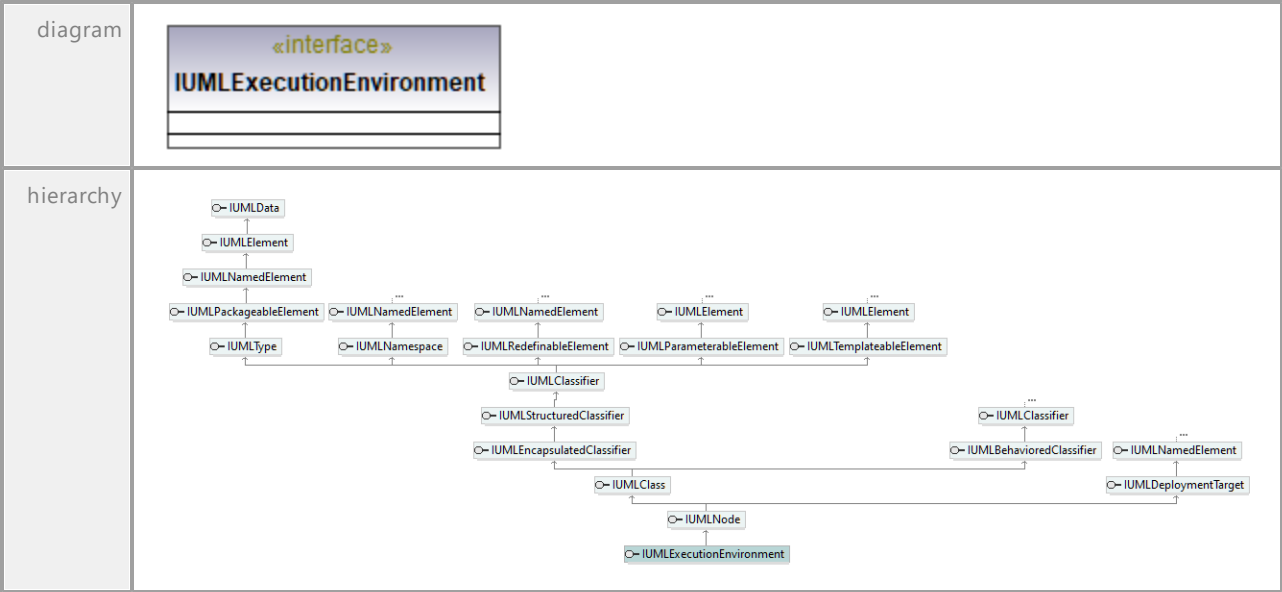 diagram
«interface»
IUMLExecutionEnvironment
hierarchy
IUMLData
IUMLElement
IUMLNamedElement
... ... ... ...
IUMLPackageableElement IUMLNamedElement IUMLNamedElement IUMLElement IUMLElement
IUMLType IUMLNamespace IUMLRedefinableElement IUMLParameterableElement IUMLTemplateableElement
IUMLClassifier
...
IUMLStructuredClassifier IUMLClassifier
...
IUMLEncapsulatedClassifier IUMLBehavioredClassifier IUMLNamedElement
IUMLClass IUMLDeploymentTarget
IUMLNode
IUMLExecutionEnvironment